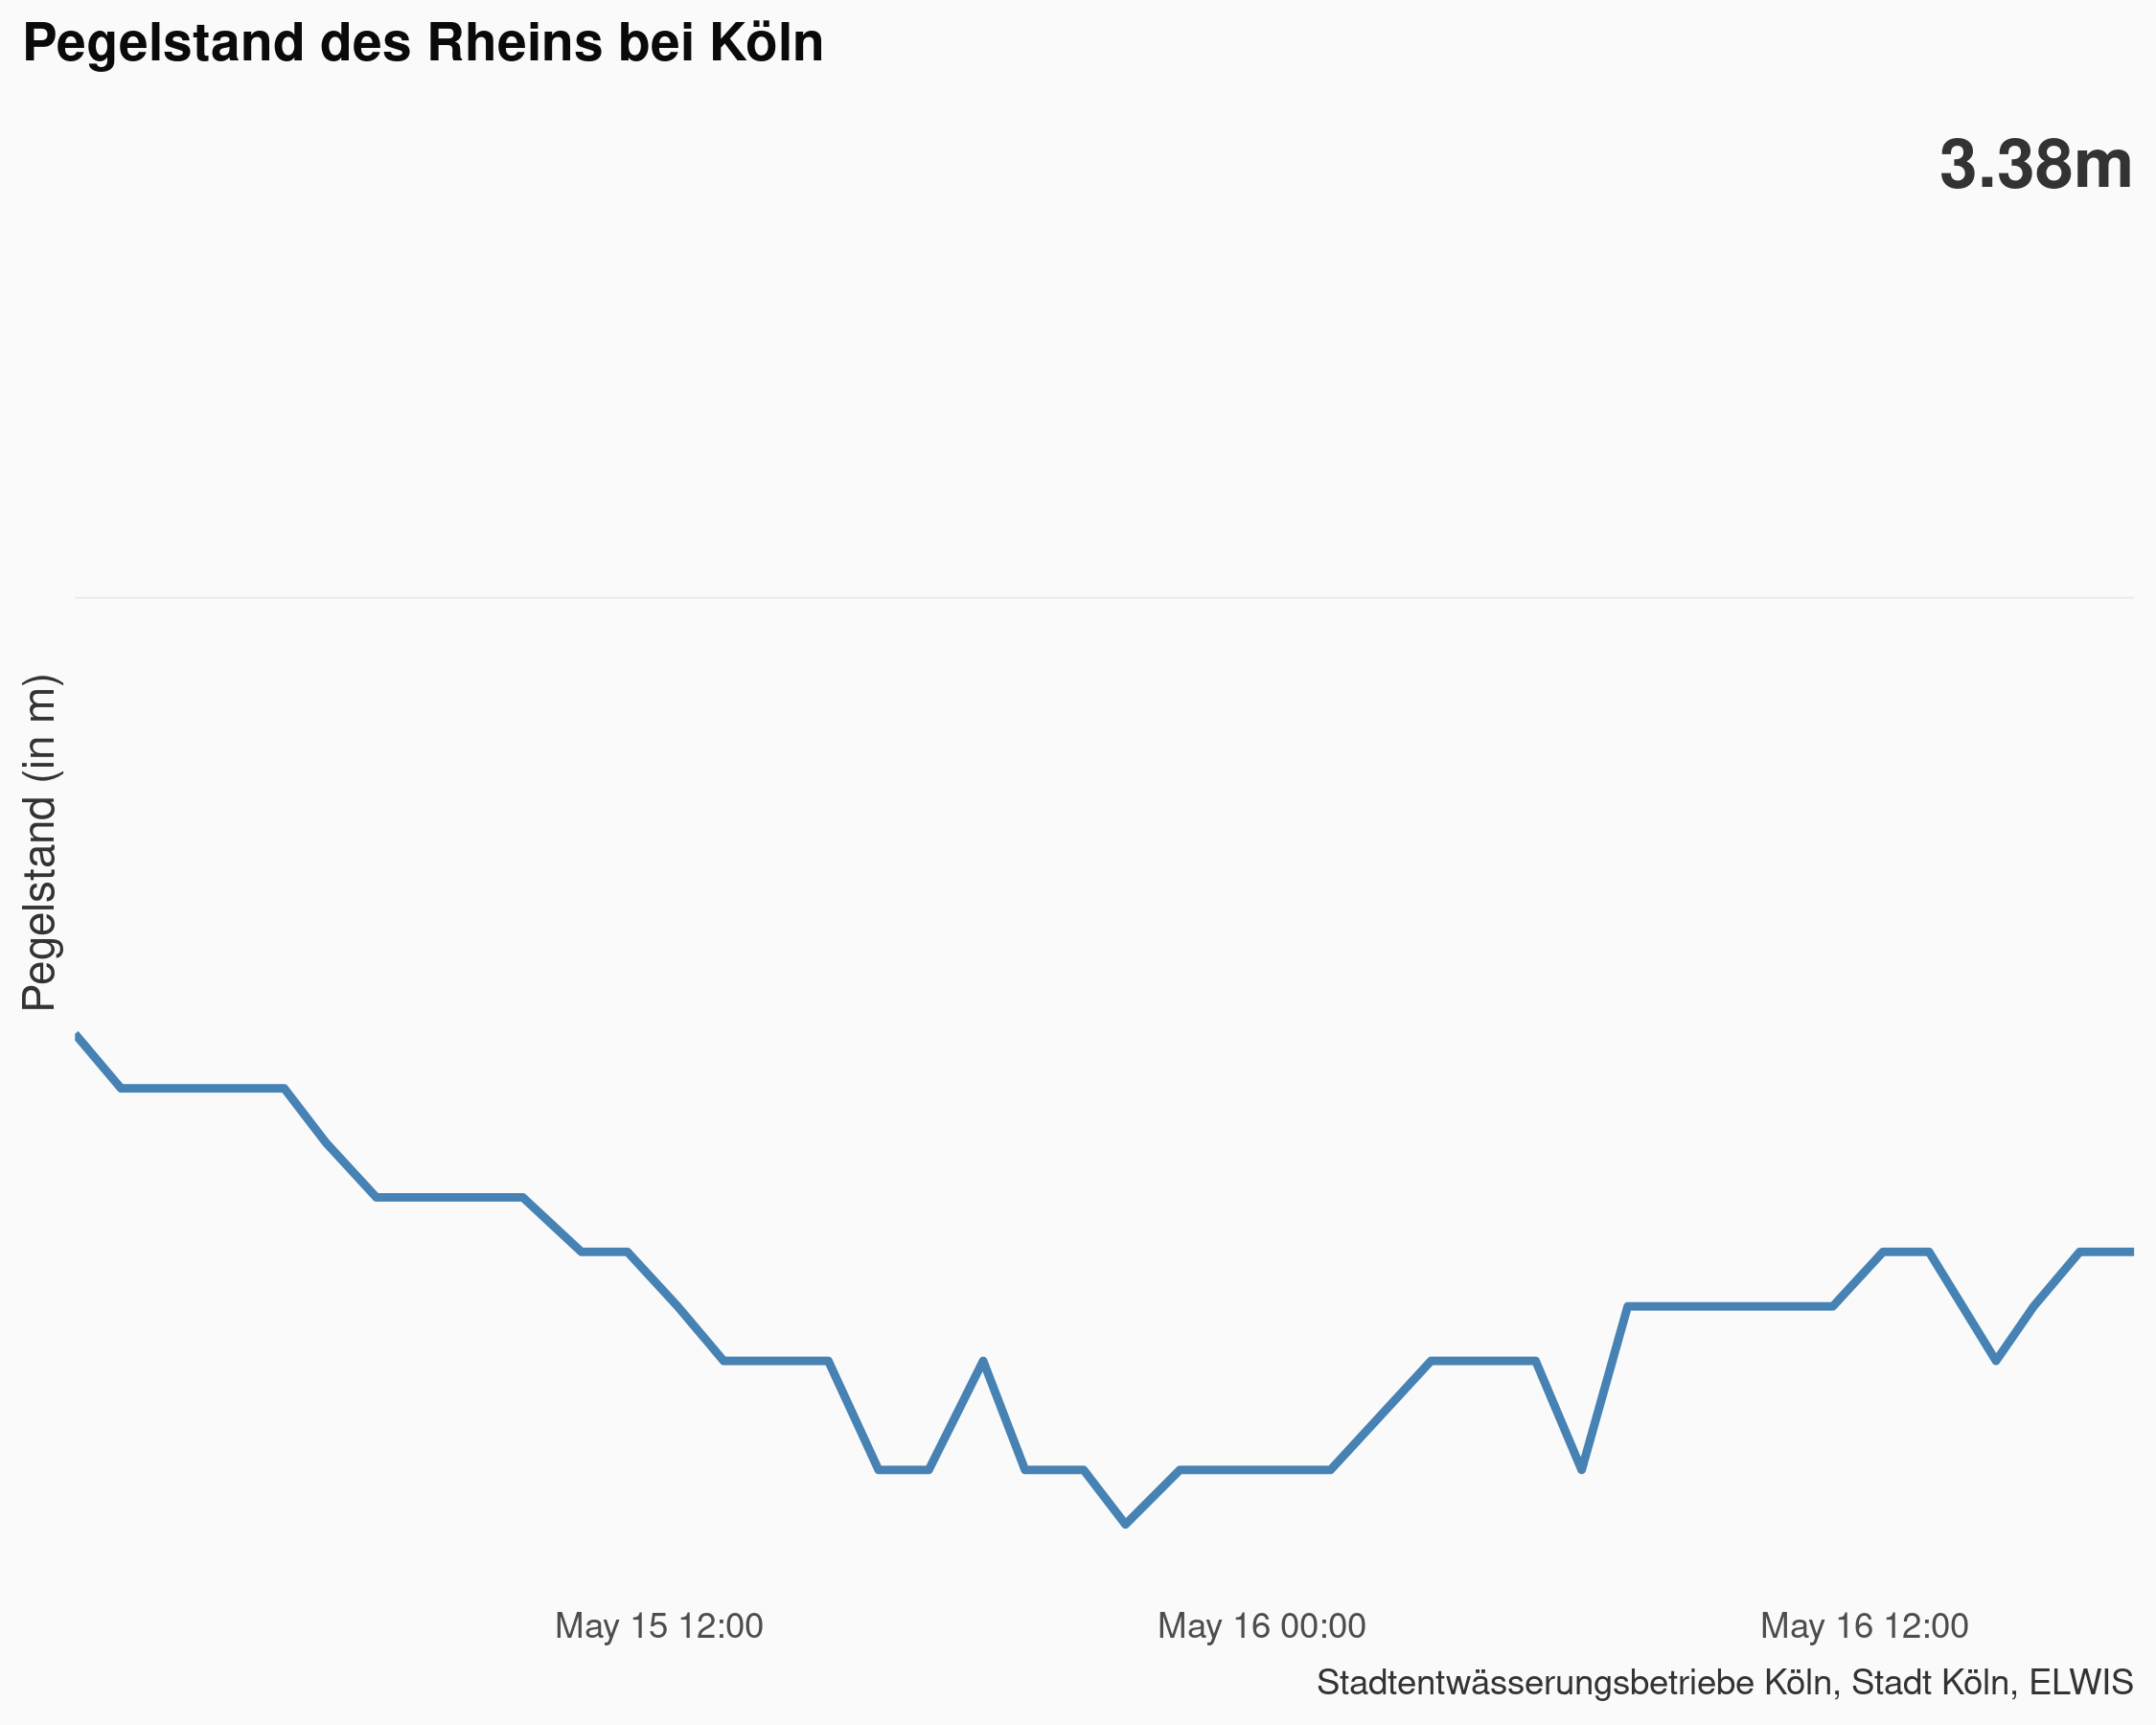 Pegelstand des Rheins bei Köln
3.38m
Pegelstand (in m)
May 15 12:00
May 16 00:00
May 16 12:00
Stadtentwässerungsbetriebe Köln, Stadt Köln, ELWIS